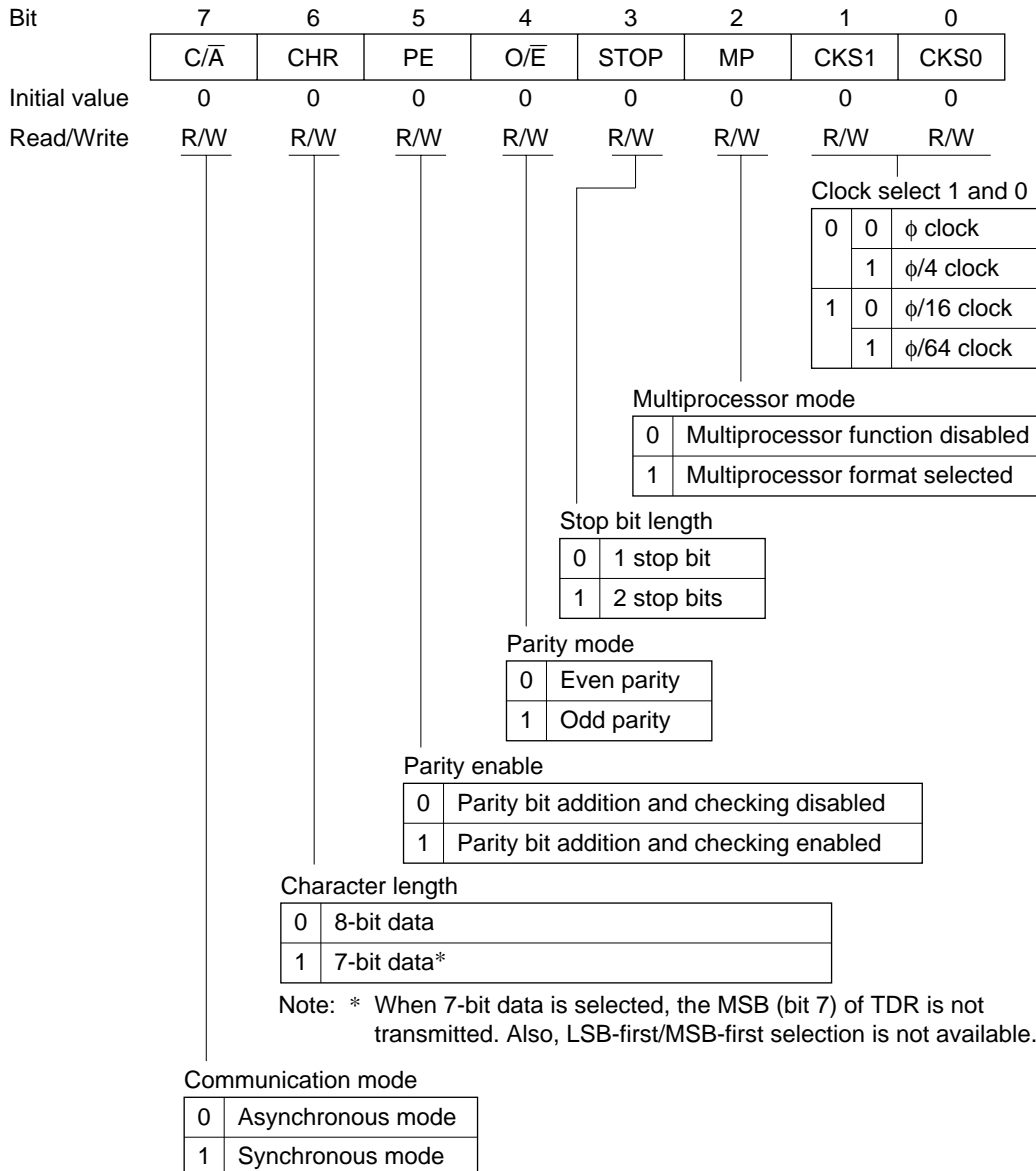 Bit 7 6 5 4 3 2 1 0
C/A̅ CHR PE O/E̅ STOP MP CKS1 CKS0
Initial value 0 0 0 0 0 0 0 0
Read/Write R/W R/W R/W R/W R/W R/W R/W R/W
Clock select 1 and 0
0 0 ϕ clock
1 ϕ/4 clock
1 0 ϕ/16 clock
1 ϕ/64 clock
Multiprocessor mode
0 Multiprocessor function disabled
1 Multiprocessor format selected
Stop bit length
0 1 stop bit
1 2 stop bits
Parity mode
0 Even parity
1 Odd parity
Parity enable
0 Parity bit addition and checking disabled
1 Parity bit addition and checking enabled
Character length
0 8-bit data
1 7-bit data*
Note: * When 7-bit data is selected, the MSB (bit 7) of TDR is not
transmitted. Also, LSB-first/MSB-first selection is not available.
Communication mode
0 Asynchronous mode
1 Synchronous mode